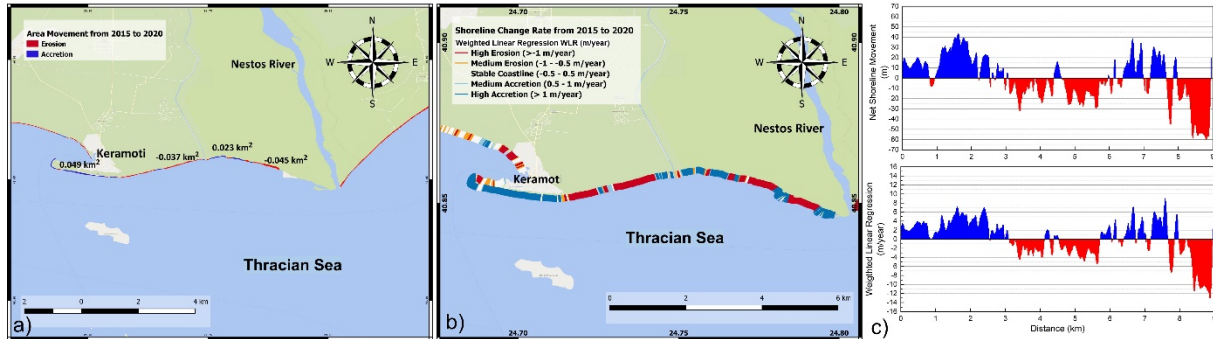 Area Movement from 2015 to 2020
Erosion
Accretion
Nestos River
N
W
E
S
Keramoti
0.049 km²
-0.037 km²
0.023 km²
-0.045 km²
Thracian Sea
2 0 2 4 km
a)
24.70 24.75 24.80
40.90 40.90
Shoreline Change Rate from 2015 to 2020
Weighted Linear Regression WLR (m/year)
High Erosion (>-1 m/year)
Medium Erosion (-1 - -0.5 m/year)
Stable Coastline (-0.5 - 0.5 m/year)
Medium Accretion (0.5 - 1 m/year)
High Accretion (> 1 m/year)
N
W
E
S
Nestos River
Keramot
40.85 40.85
Thracian Sea
0 2 4 6 km
24.70 24.75 24.80
b)
Net Shoreline Movement
(m)
70
60
50
40
30
20
10
0
-10
-20
-30
-40
-50
-60
-70
0 1 2 3 4 5 6 7 8 9
Weigthted Linear Regression
(m/year)
16
14
12
10
8
6
4
2
0
-2
-4
-6
-8
-10
-12
-14
-16
0 1 2 3 4 5 6 7 8 9
Distance (km)
c)